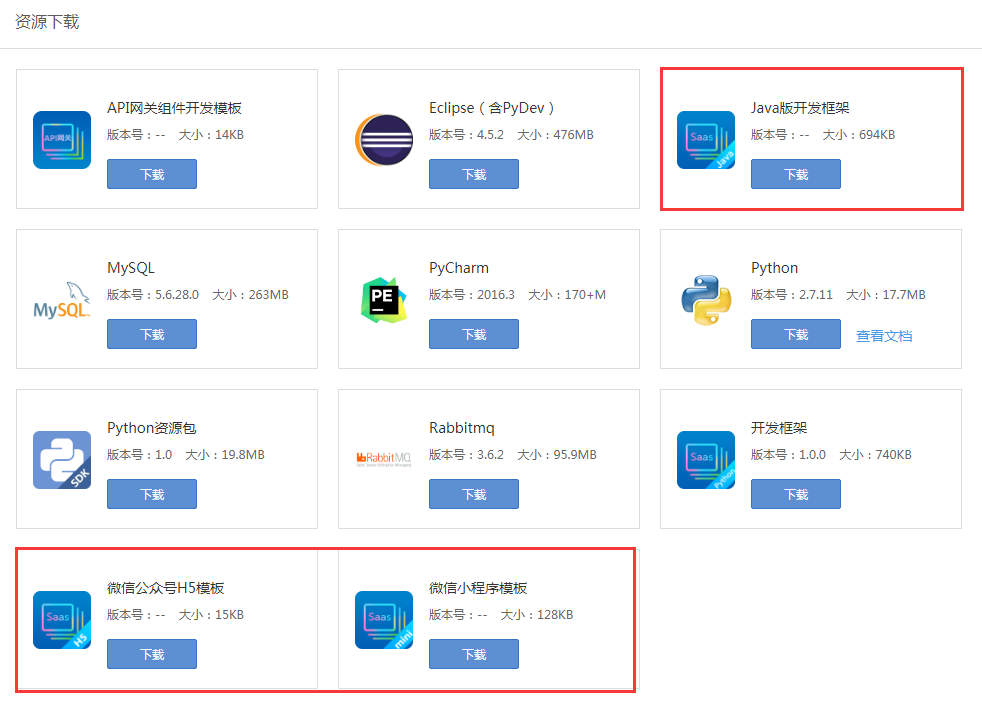 资源下载
API网关
API网关组件开发模板
版本号：-- 大小：14KB
下载
Eclipse（含PyDev）
版本号：4.5.2 大小：476MB
下载
Saas
Java
Java版开发框架
版本号：-- 大小：694KB
下载
MySQL
MySQL
版本号：5.6.28.0 大小：263MB
下载
PE
PyCharm
版本号：2016.3 大小：170+M
下载
Python
版本号：2.7.11 大小：17.7MB
下载 查看文档
SDK
Python资源包
版本号：1.0 大小：19.8MB
下载
RabbitMQ
Rabbitmq
版本号：3.6.2 大小：95.9MB
下载
Saas
Python
开发框架
版本号：1.0.0 大小：740KB
下载
Saas
H5
微信公众号H5模板
版本号：-- 大小：15KB
下载
Saas
mini
微信小程序模板
版本号：-- 大小：128KB
下载